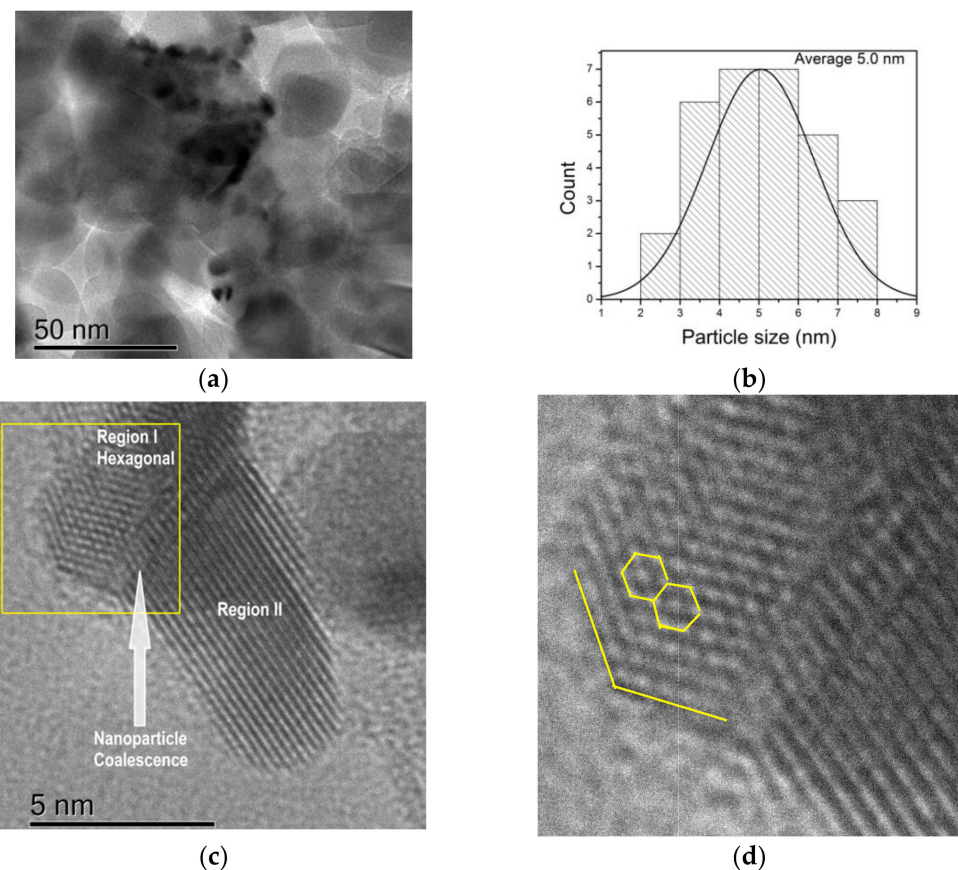 50 nm
(a)
Average 5.0 nm
7
6
5
4
3
2
1
0
Count
1 2 3 4 5 6 7 8 9
Particle size (nm)
(b)
Region I
Hexagonal
Region II
Nanoparticle
Coalescence
5 nm
(c)
(d)